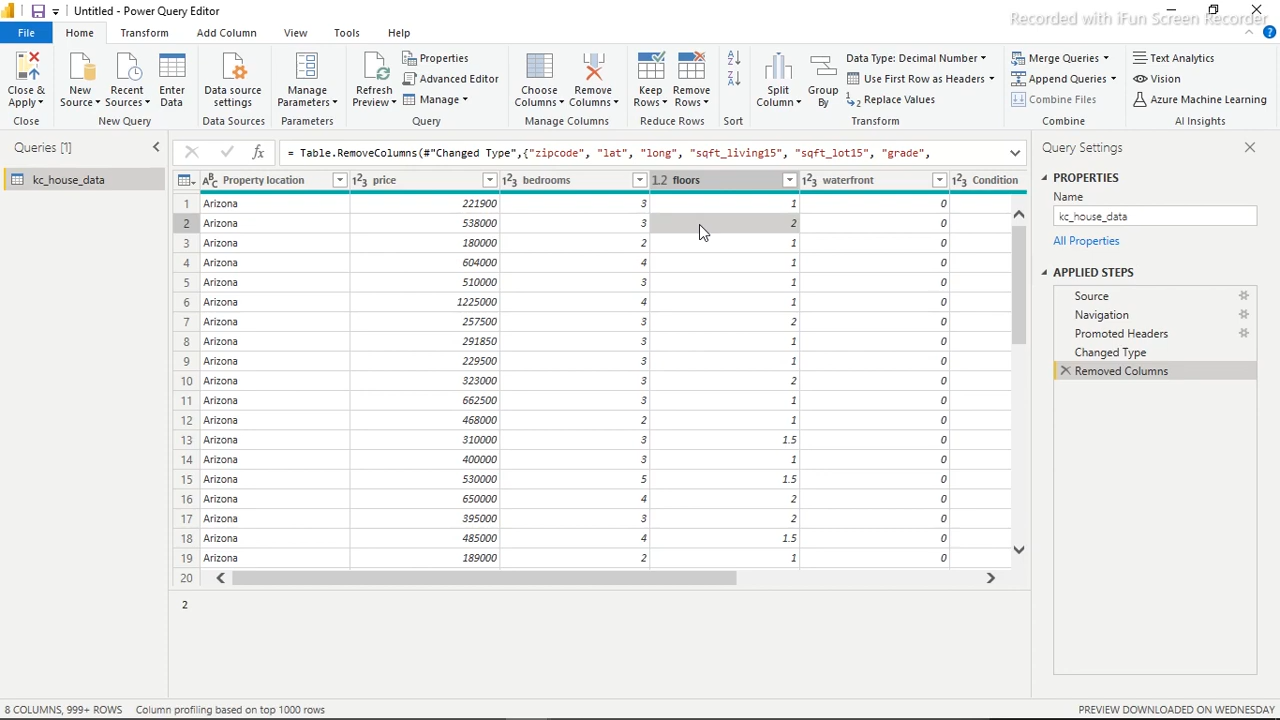 Untitled - Power Query Editor
Recorded with iFun Screen Recorder
File Home Transform Add Column View Tools Help
Close & Apply
New Source
Recent Sources
Enter Data
Data source settings
Manage Parameters
Refresh Preview
Properties
Advanced Editor
Manage
Choose Columns
Remove Columns
Keep Rows
Remove Rows
Split Column
Group By
Data Type: Decimal Number
Use First Row as Headers
1→2 Replace Values
Merge Queries
Append Queries
Combine Files
Text Analytics
Vision
Azure Machine Learning
Close New Query Data Sources Parameters Query Manage Columns Reduce Rows Sort Transform Combine AI Insights
Queries [1]
kc_house_data
fx = Table.RemoveColumns(#"Changed Type",{"zipcode", "lat", "long", "sqft_living15", "sqft_lot15", "grade",
ABC Property location 123 price 123 bedrooms 1.2 floors 123 waterfront 123 Condition
1 Arizona 221900 3 1 0
2 Arizona 538000 3 2 0
3 Arizona 180000 2 1 0
4 Arizona 604000 4 1 0
5 Arizona 510000 3 1 0
6 Arizona 1225000 4 1 0
7 Arizona 257500 3 2 0
8 Arizona 291850 3 1 0
9 Arizona 229500 3 1 0
10 Arizona 323000 3 2 0
11 Arizona 662500 3 1 0
12 Arizona 468000 2 1 0
13 Arizona 310000 3 1.5 0
14 Arizona 400000 3 1 0
15 Arizona 530000 5 1.5 0
16 Arizona 650000 4 2 0
17 Arizona 395000 3 2 0
18 Arizona 485000 4 1.5 0
19 Arizona 189000 2 1 0
20
2
Query Settings
PROPERTIES
Name
kc_house_data
All Properties
APPLIED STEPS
Source
Navigation
Promoted Headers
Changed Type
Removed Columns
8 COLUMNS, 999+ ROWS Column profiling based on top 1000 rows PREVIEW DOWNLOADED ON WEDNESDAY